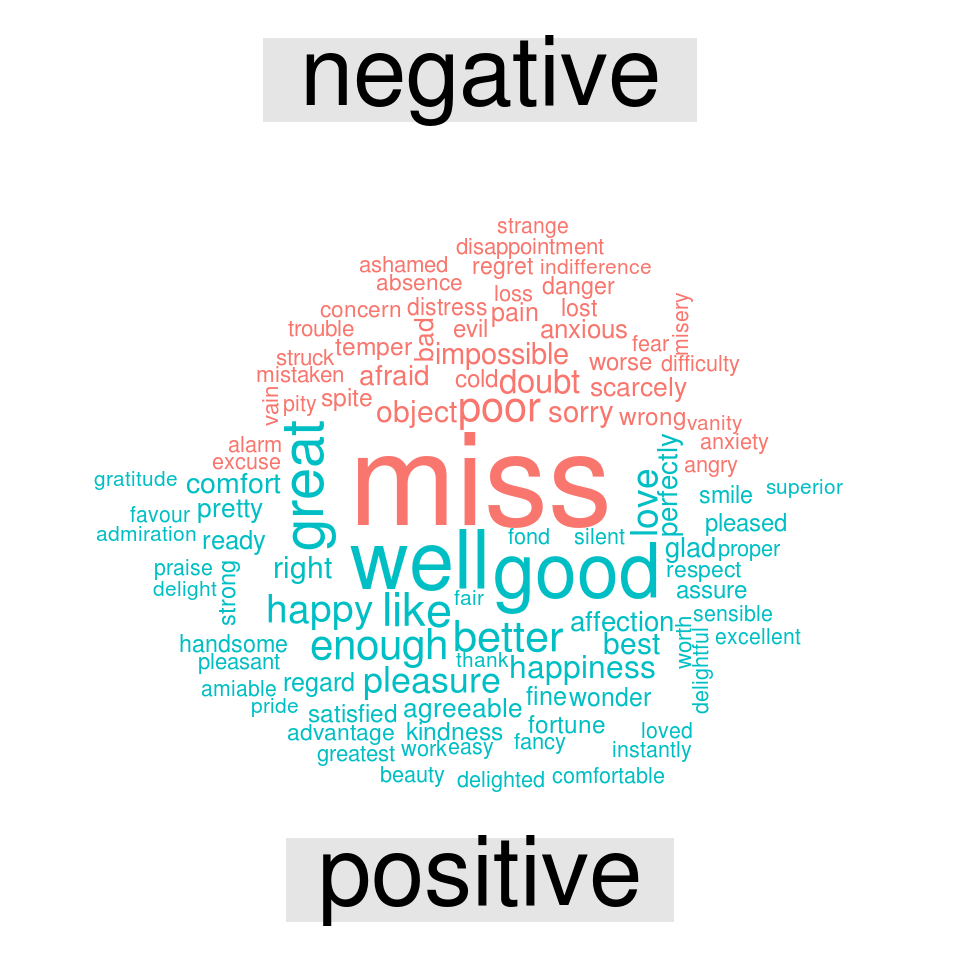 negative
strange
disappointment
ashamed regret indifference
absence loss danger misery
concern distress pain lost
trouble bad evil anxious
struck temper impossible worse fear difficulty
mistaken afraid cold doubt scarcely
vain pity spite object poor sorry wrong vanity
alarm great miss love perfectly anxiety
excuse angry
gratitude comfort smile superior
favour pretty pleased
admiration ready well fond silent glad proper
praise right good respect
delight strong fair assure
happy like affection sensible
handsome enough better best worth excellent
pleasant thank happiness delightful
amiable regard pleasure fine wonder
pride satisfied agreeable fortune
advantage kindness fancy loved
greatest work easy instantly
beauty delighted comfortable
positive